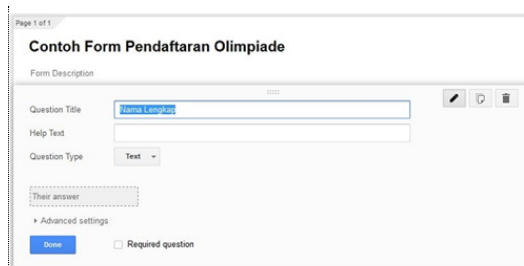 Page 1 of 1
Contoh Form Pendaftaran Olimpiade
Form Description
Question Title
Nama Lengkap
Help Text
Question Type
Text
Their answer
Advanced settings
Done
Required question